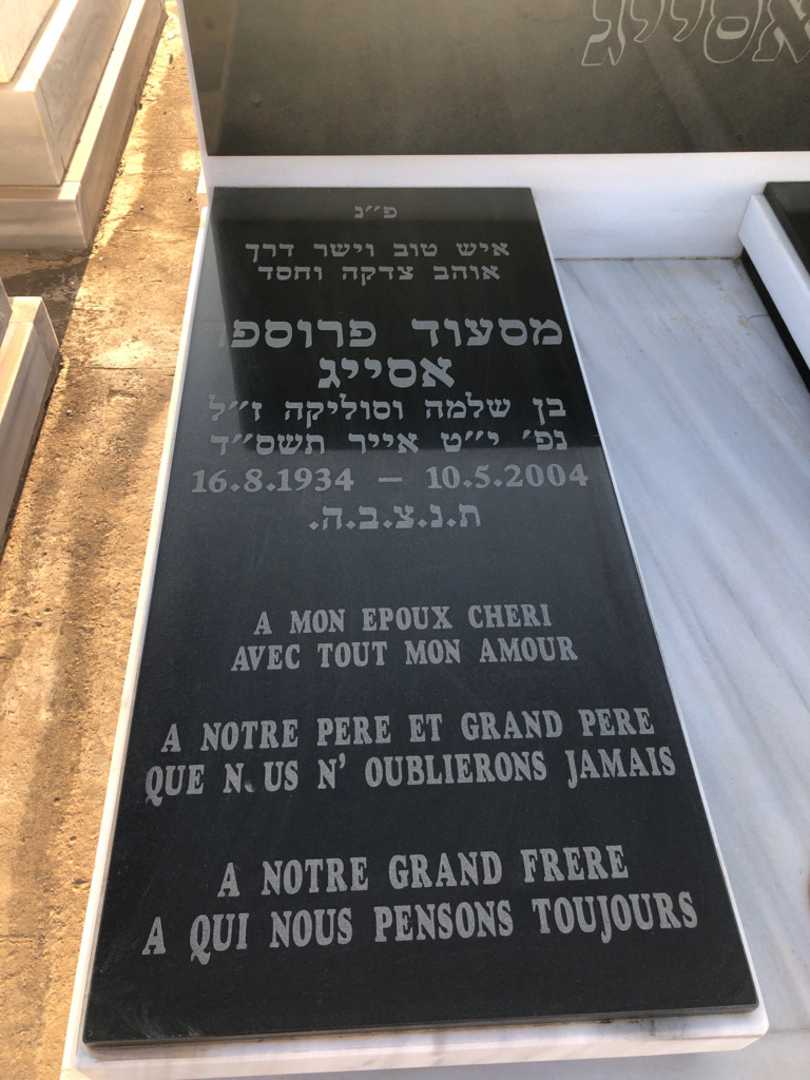 אסייג
פ״נ
איש טוב וישר דרך
אוהב צדקה וחסד
מסעוד פרוספר
אסייג
בן שלמה וסוליקה ז״ל
נפ׳ י״ט אייר תשס״ד
16.8.1934 – 10.5.2004
ת.נ.צ.ב.ה.
A MON EPOUX CHERI
AVEC TOUT MON AMOUR
A NOTRE PERE ET GRAND PERE
QUE N. US N' OUBLIERONS JAMAIS
A NOTRE GRAND FRERE
A QUI NOUS PENSONS TOUJOURS